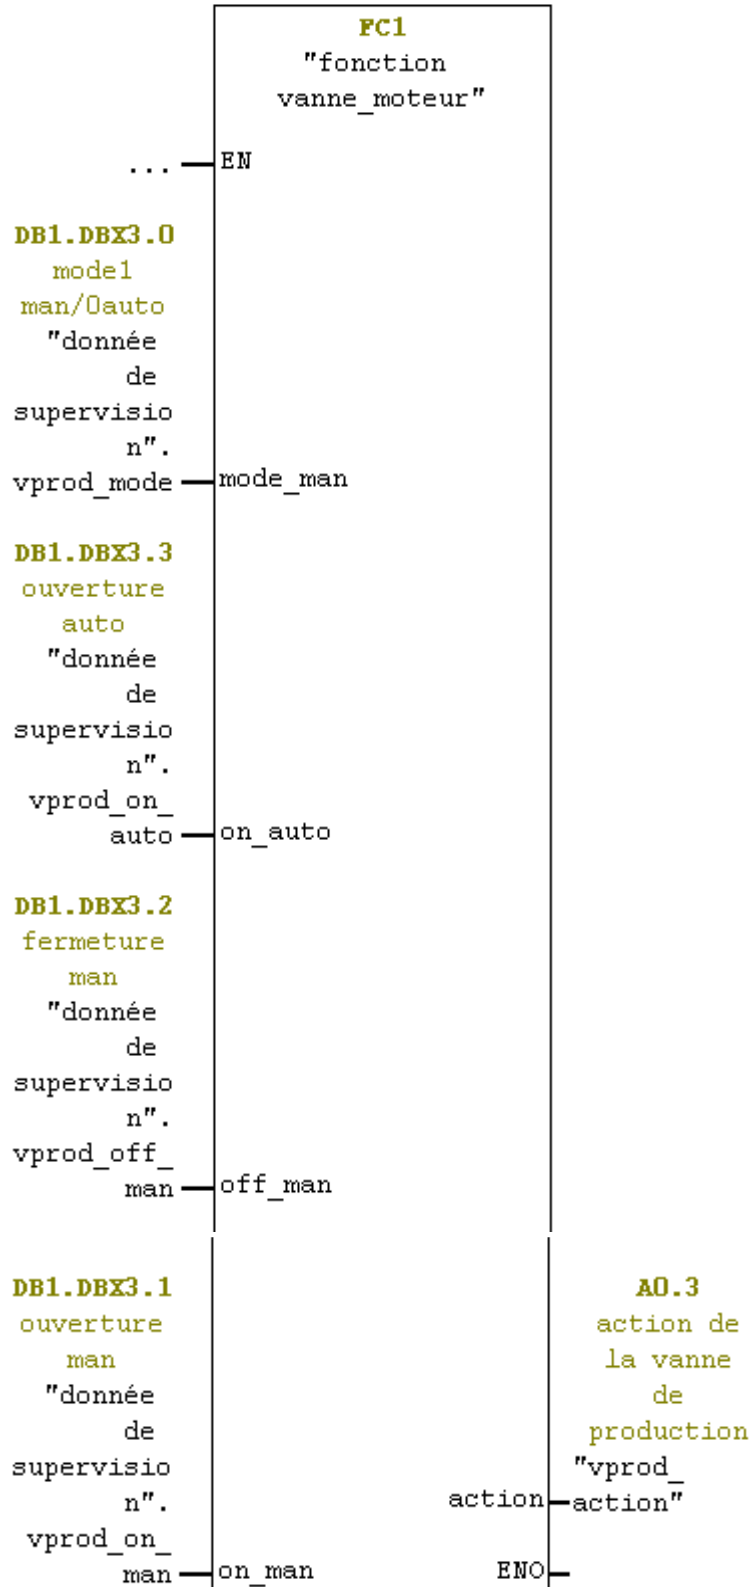 FC1
"fonction
vanne_moteur"
... EN
DB1.DBX3.0
mode1
man/0auto
"donnée
de
supervisio
n".
vprod_mode mode_man
DB1.DBX3.3
ouverture
auto
"donnée
de
supervisio
n".
vprod_on_
auto on_auto
DB1.DBX3.2
fermeture
man
"donnée
de
supervisio
n".
vprod_off_
man off_man
DB1.DBX3.1
ouverture
man
"donnée
de
supervisio
n".
vprod_on_
man on_man
A0.3
action de
la vanne
de
production
"vprod_
action action"
ENO